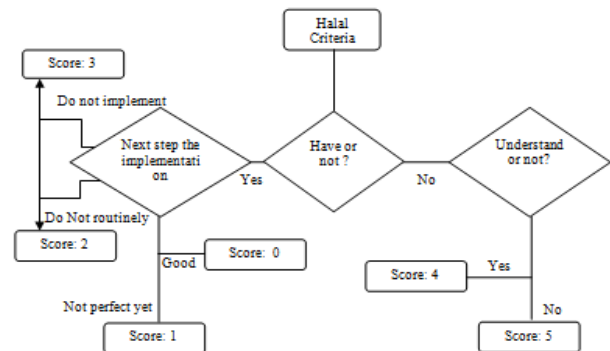 Halal
Criteria
Score: 3
Do not implement
Next step the
implementati
on
Have or
not ?
Understand
or not?
Yes
No
Do Not routinely
Score: 2
Good
Score: 0
Score: 4
Yes
Not perfect yet
No
Score: 1
Score: 5